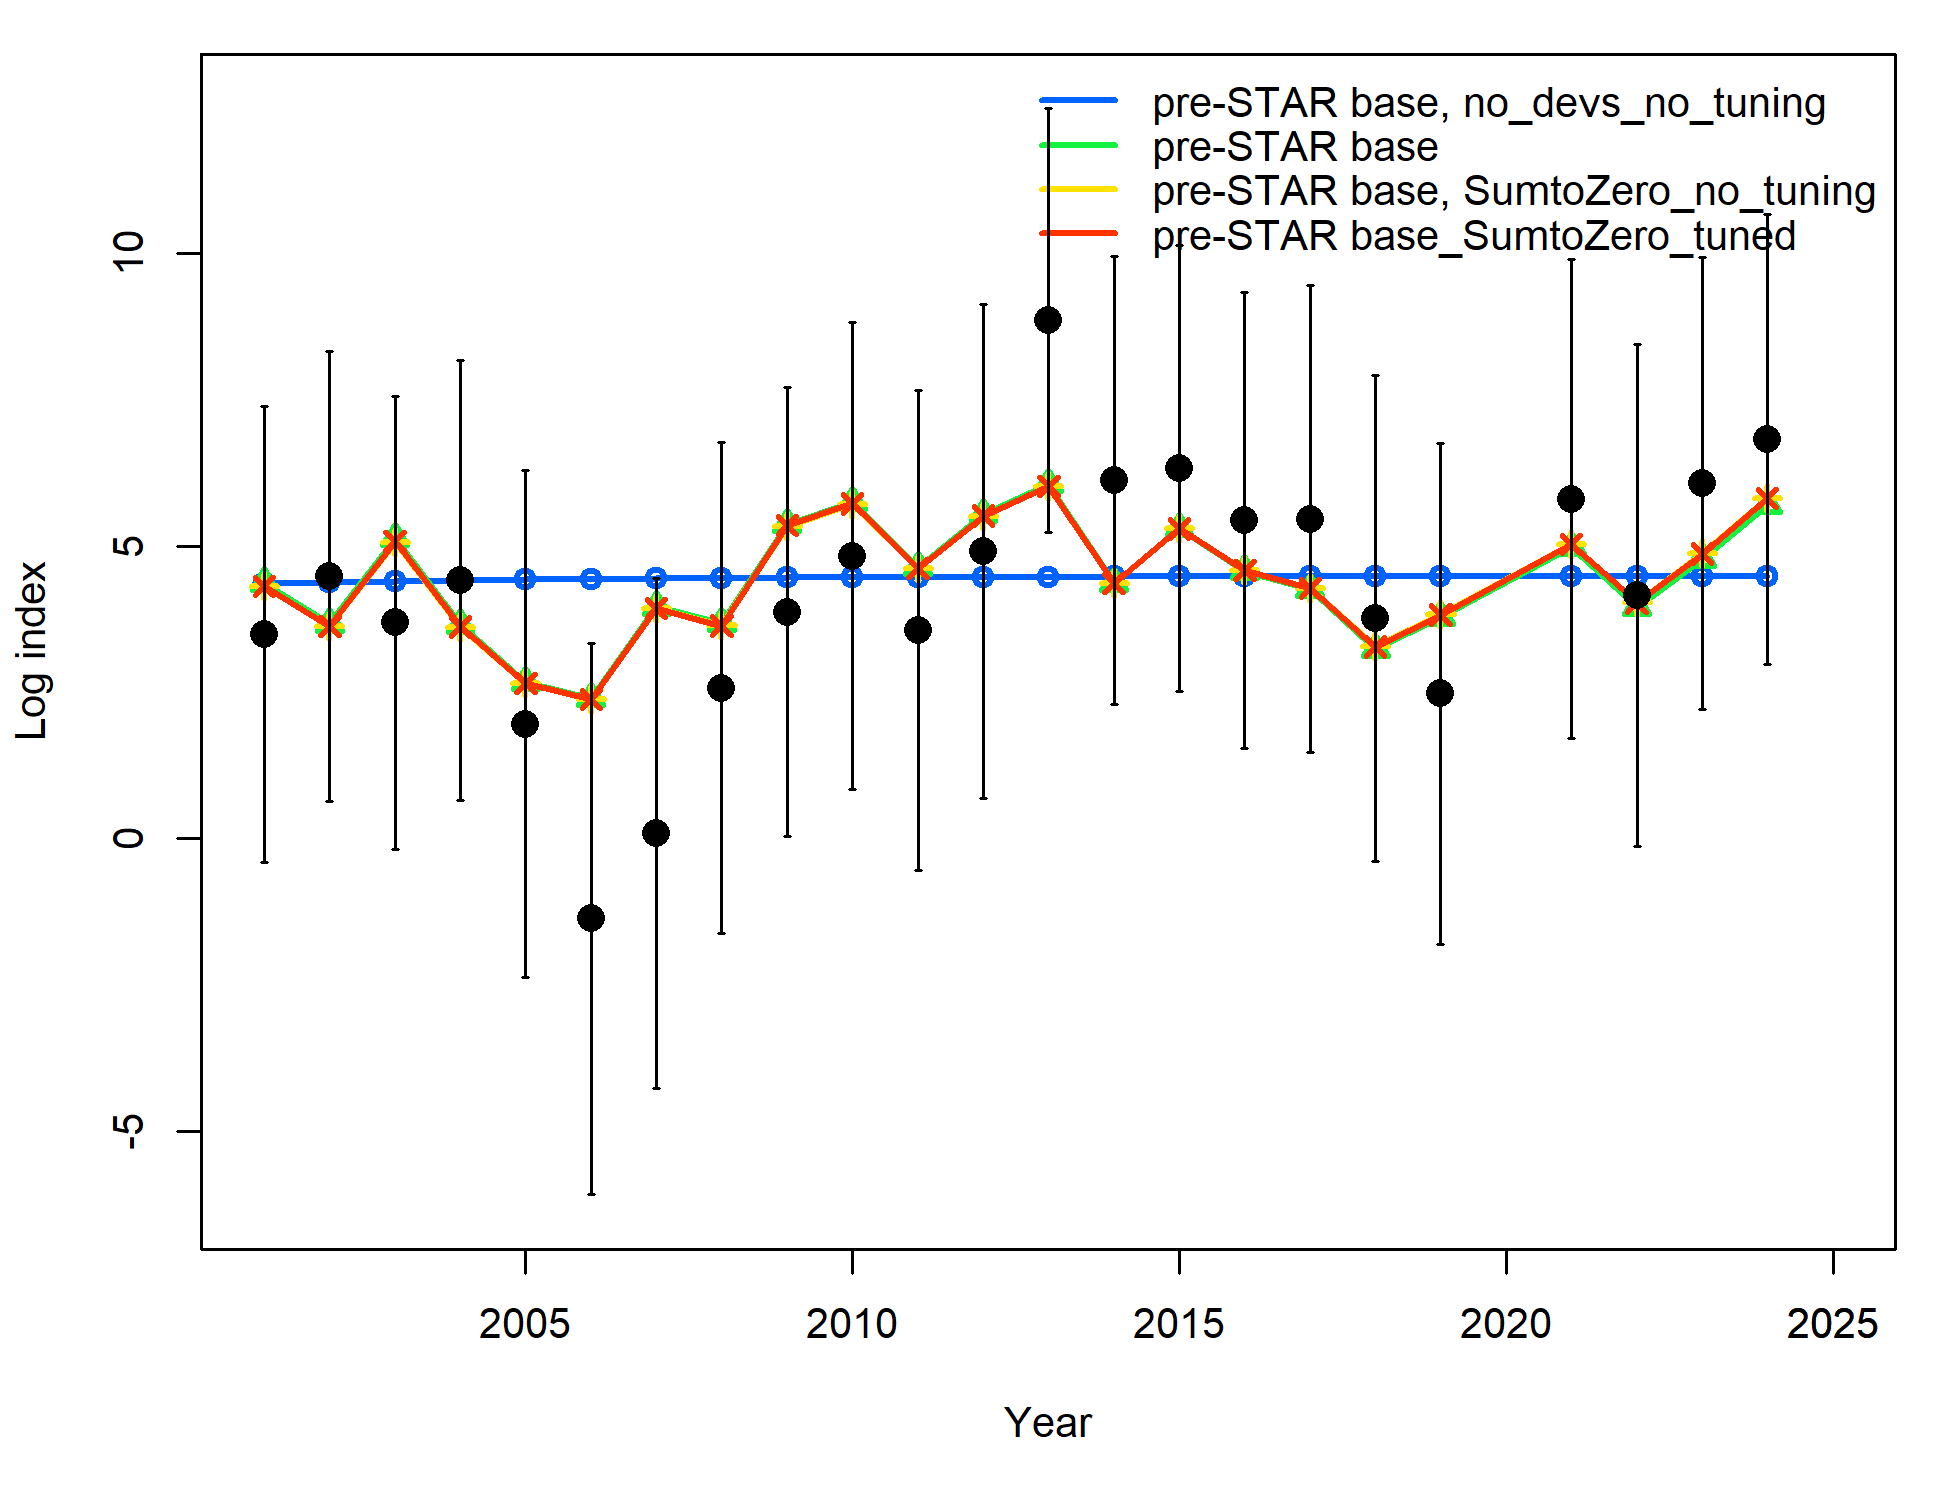 pre-STAR base, no_devs_no_tuning
pre-STAR base
pre-STAR base, SumtoZero_no_tuning
pre-STAR base_SumtoZero_tuned
10
5
0
-5
Log index
2005 2010 2015 2020 2025
Year